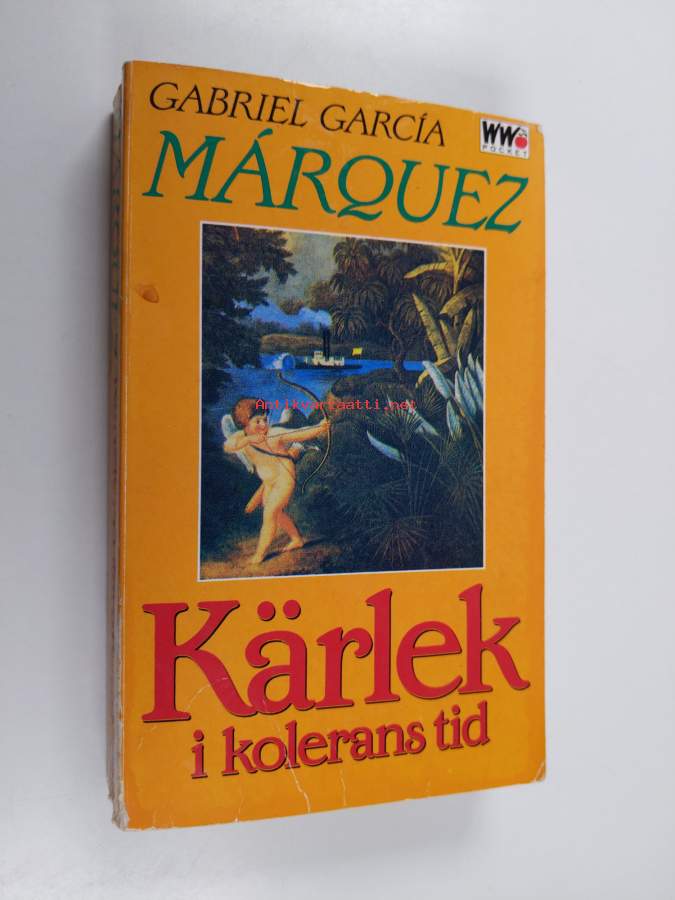 GABRIEL GARCÍA
MÁRQUEZ
WW
POCKET
Antikvariaatti.net
Kärlek
i kolerans tid